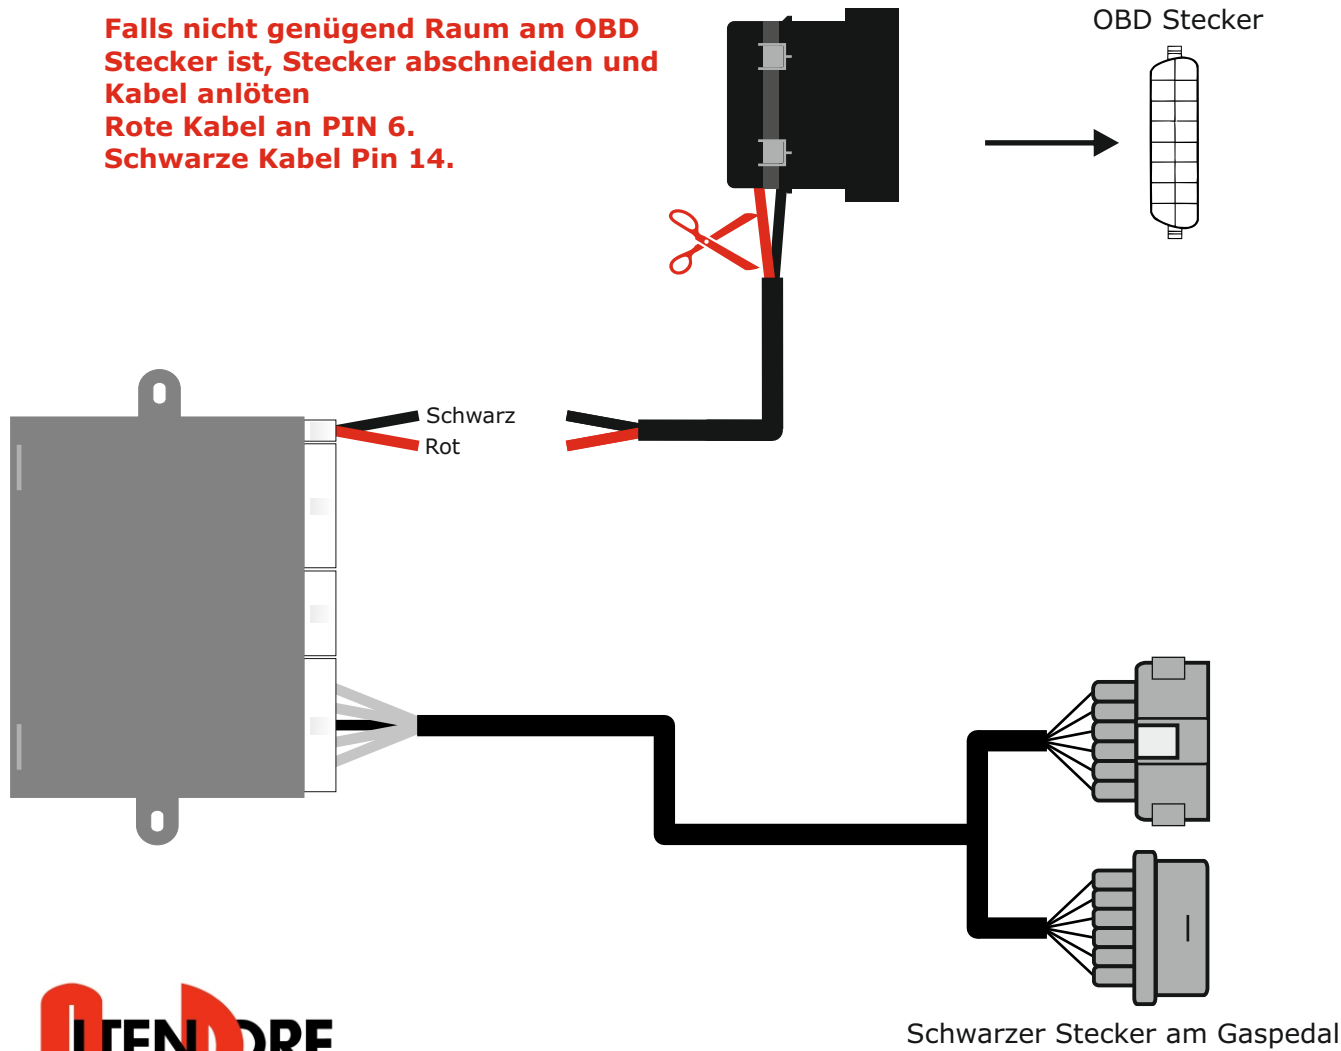 Falls nicht genügend Raum am OBD
Stecker ist, Stecker abschneiden und
Kabel anlöten
Rote Kabel an PIN 6.
Schwarze Kabel Pin 14.
OBD Stecker
Schwarz
Rot
Schwarzer Stecker am Gaspedal